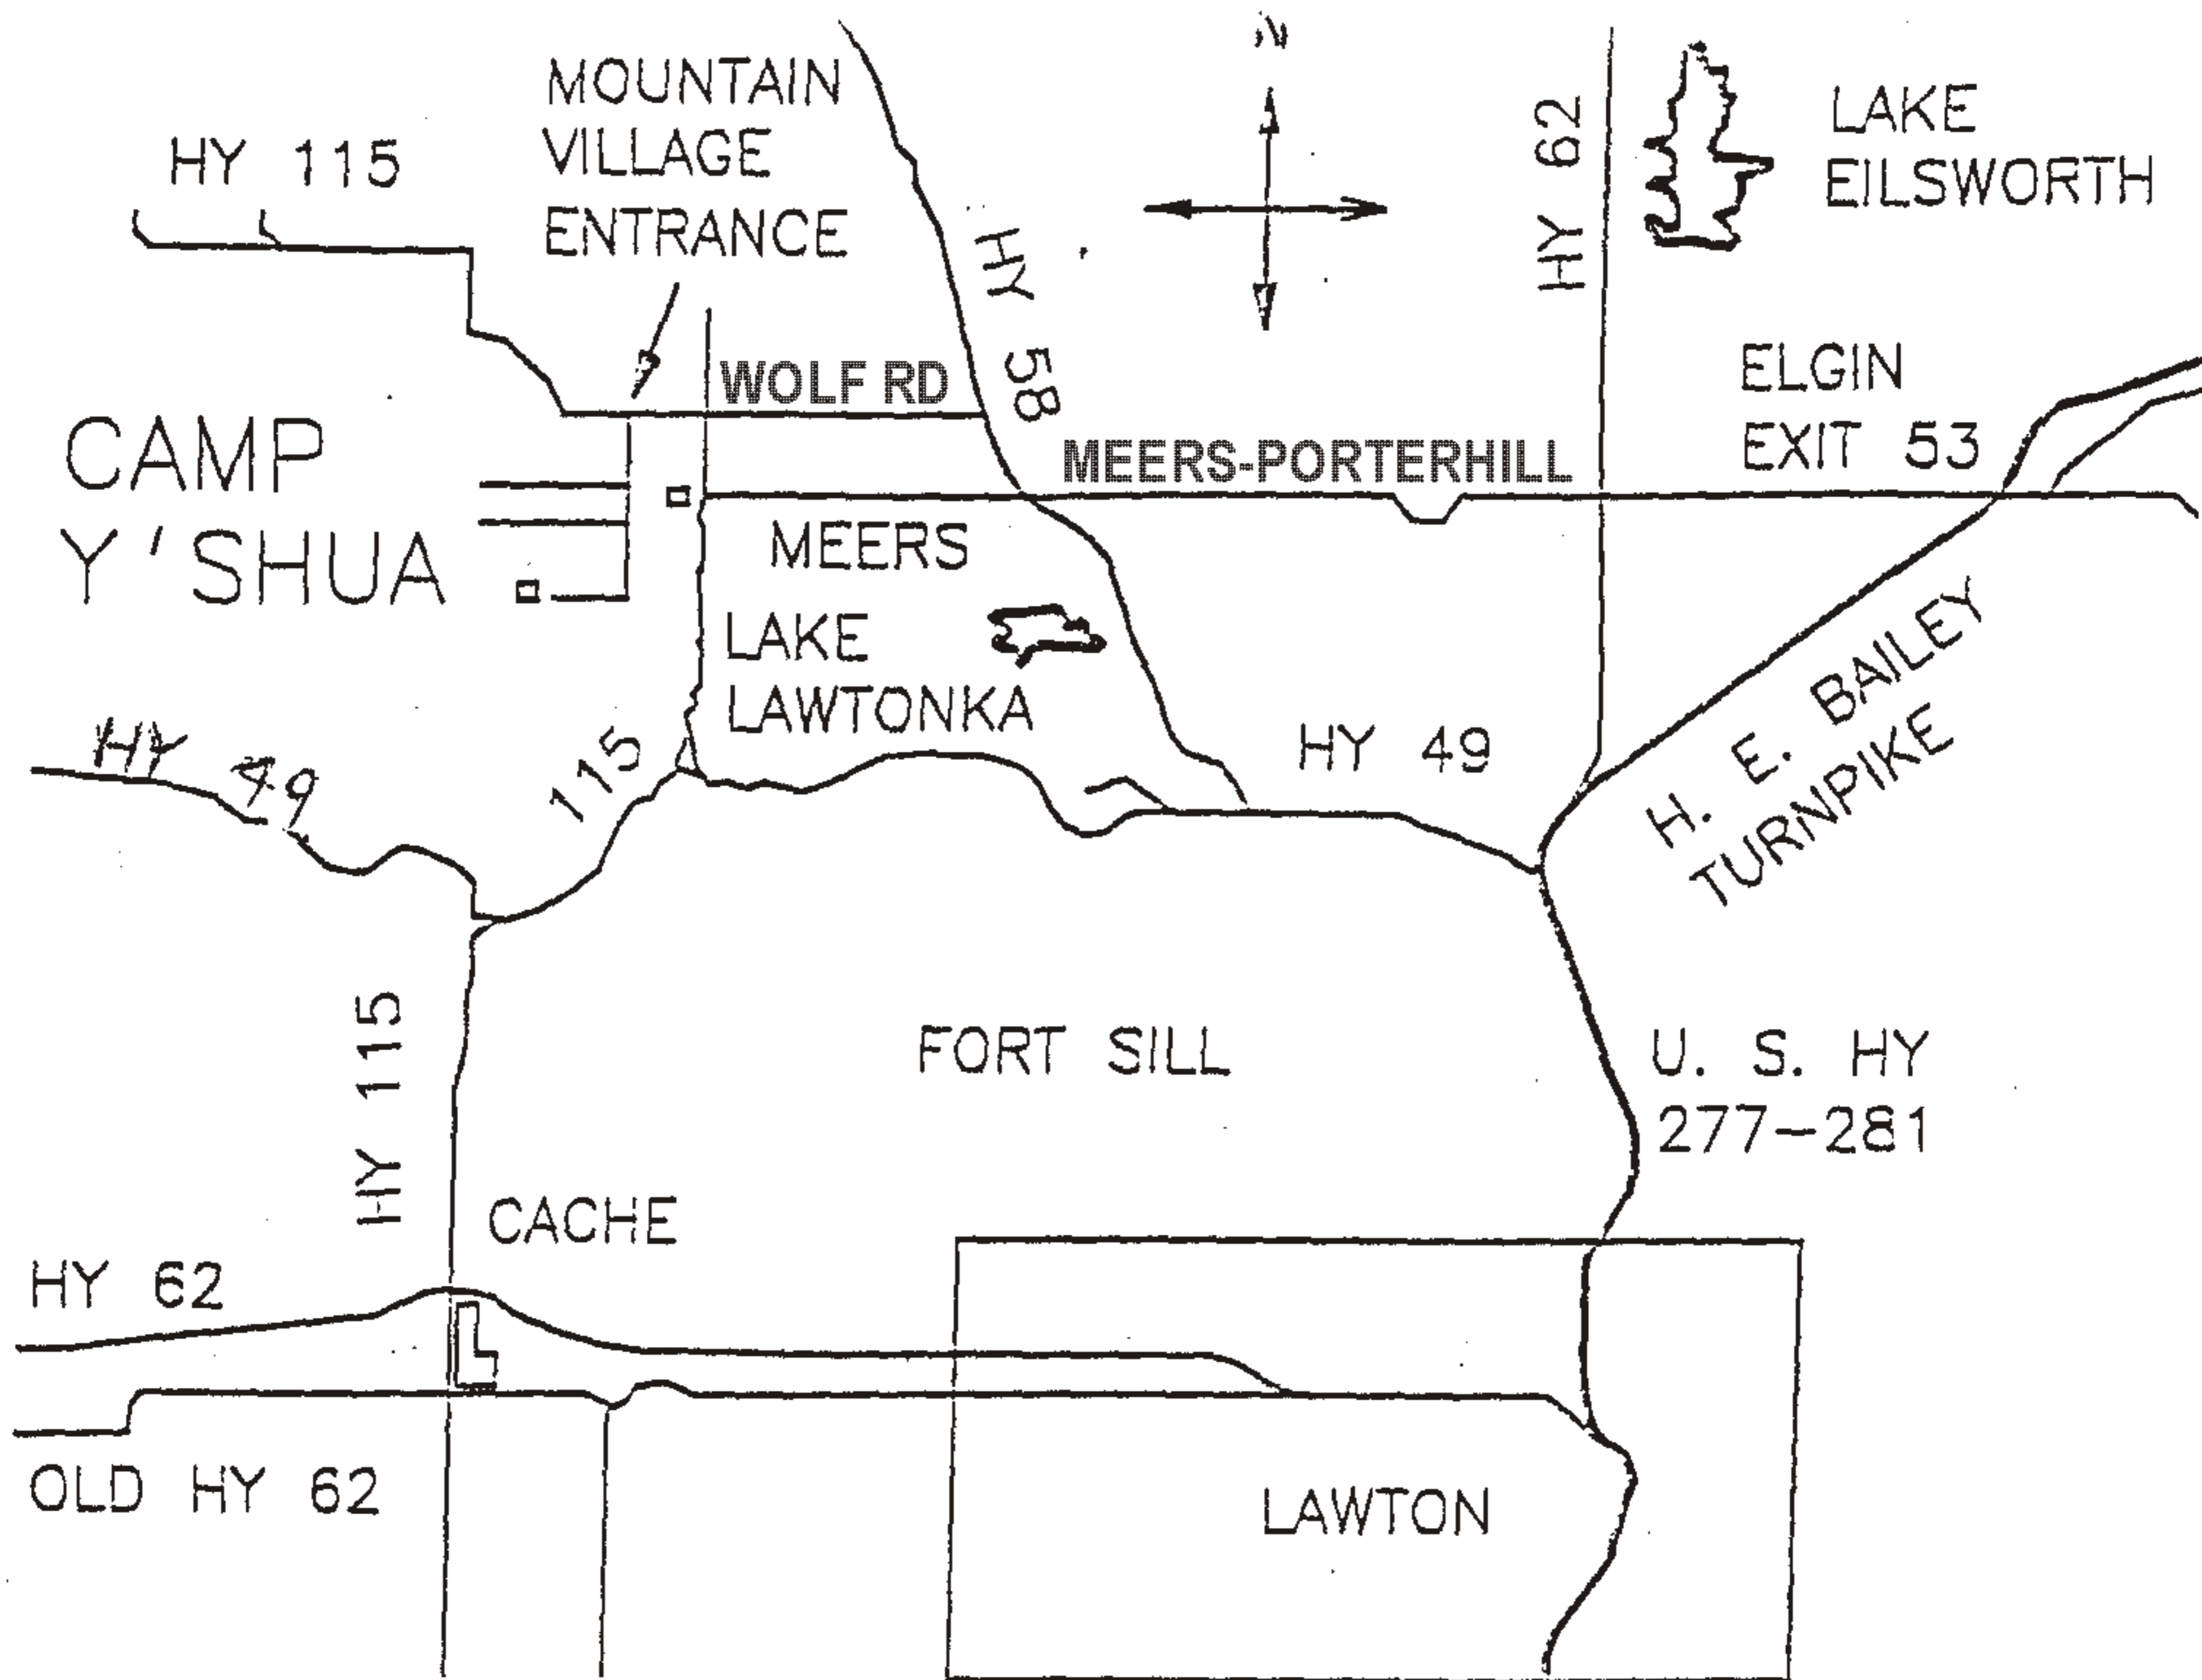 N
MOUNTAIN
VILLAGE
ENTRANCE
HY 115
HY 58
HY 62
LAKE
EILSWORTH
WOLF RD
ELGIN
EXIT 53
CAMP
Y'SHUA
MEERS-PORTERHILL
MEERS
LAKE
LAWTONKA
HY 49
115
HY 49
H. E. BAILEY
TURNPIKE
HY 115
FORT SILL
U. S. HY
277-281
CACHE
HY 62
OLD HY 62
LAWTON